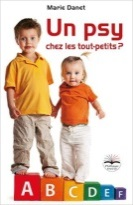 Marie Danet
Un psy
chez les tout-petits ?
A B C D E F